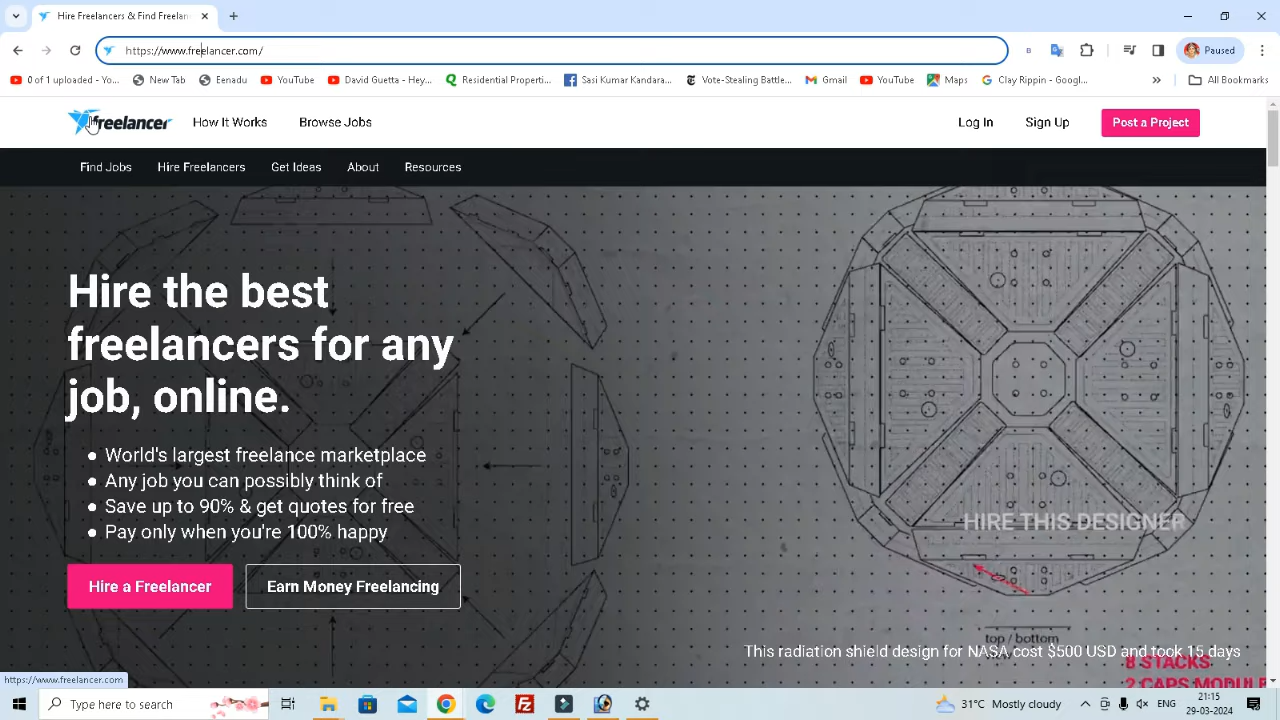 Hire Freelancers & Find Freelan
https://www.freelancer.com/
Paused
0 of 1 uploaded - Yo...
New Tab
Eenadu
YouTube
David Guetta - Hey...
Residential Properti...
Sasi Kumar Kandara...
Vote-Stealing Battle...
Gmail
YouTube
Maps
Clay Rippin - Googl...
All Bookmarks
freelancer
How It Works
Browse Jobs
Log In
Sign Up
Post a Project
Find Jobs
Hire Freelancers
Get Ideas
About
Resources
Hire the best
freelancers for any
job, online.
World's largest freelance marketplace
Any job you can possibly think of
Save up to 90% & get quotes for free
Pay only when you're 100% happy
Hire a Freelancer
Earn Money Freelancing
HIRE THIS DESIGNER
top / bottom
This radiation shield design for NASA cost $500 USD and took 15 days
8 STACKS
2 CAPS MODULE
https://www.freelancer.com
Type here to search
31°C Mostly cloudy
ENG
21:15
29-03-2024